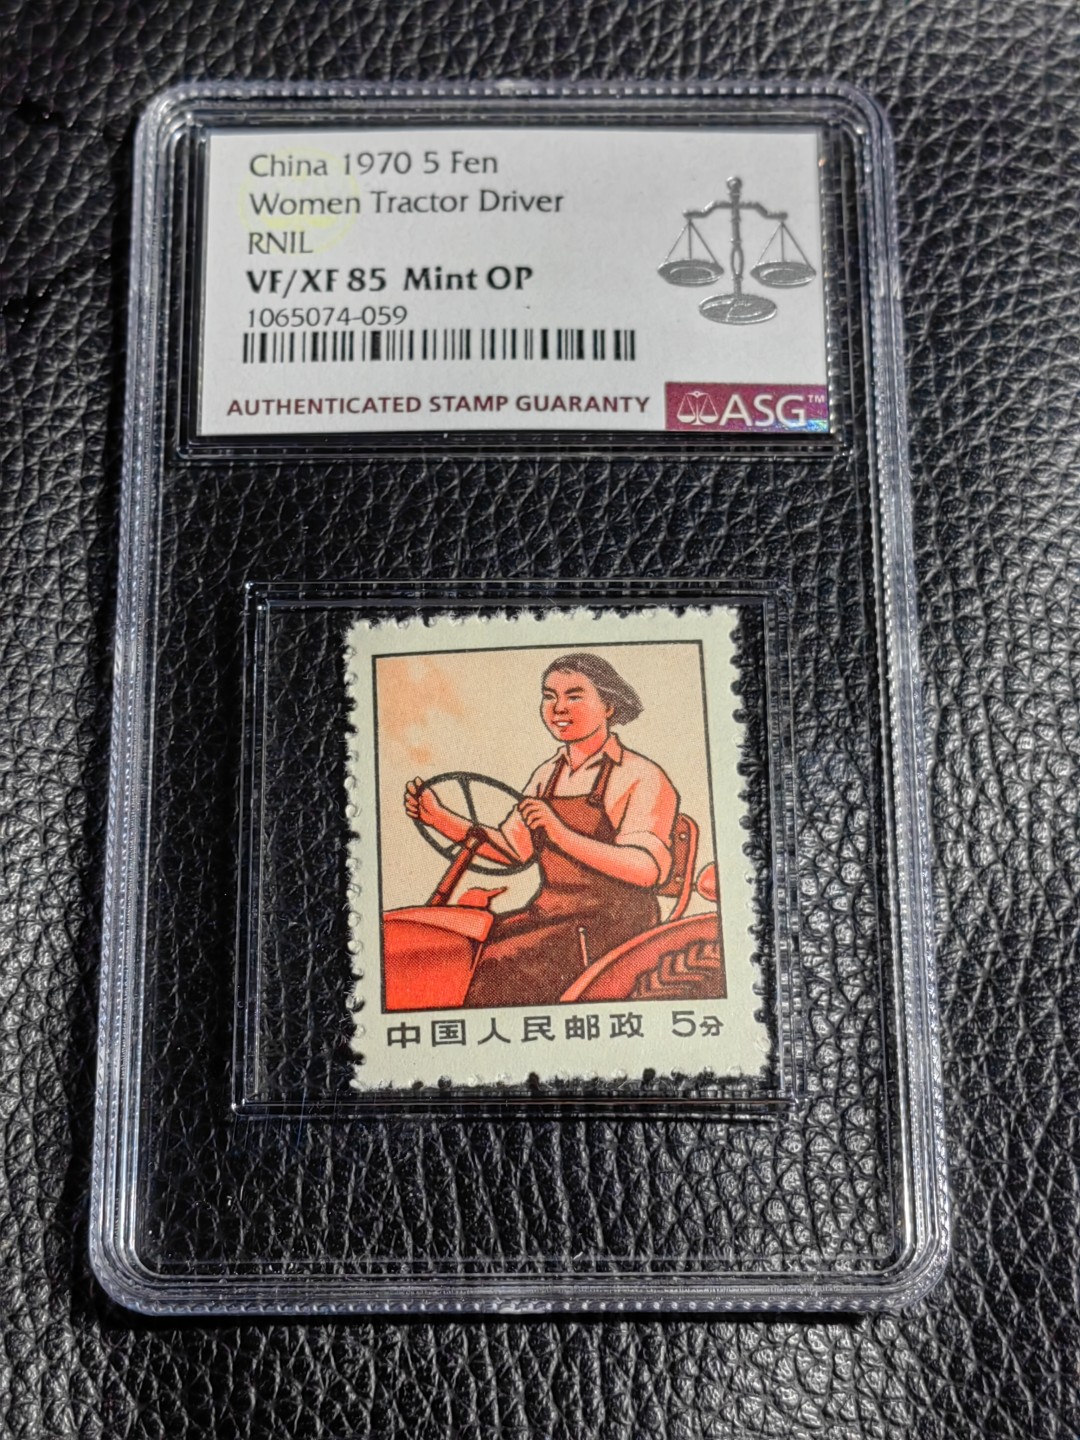 China 1970 5 Fen
Women Tractor Driver
RNIL
VF/XF 85 Mint OP
1065074-059
AUTHENTICATED STAMP GUARANTY
ASG™
中国人民邮政 5分